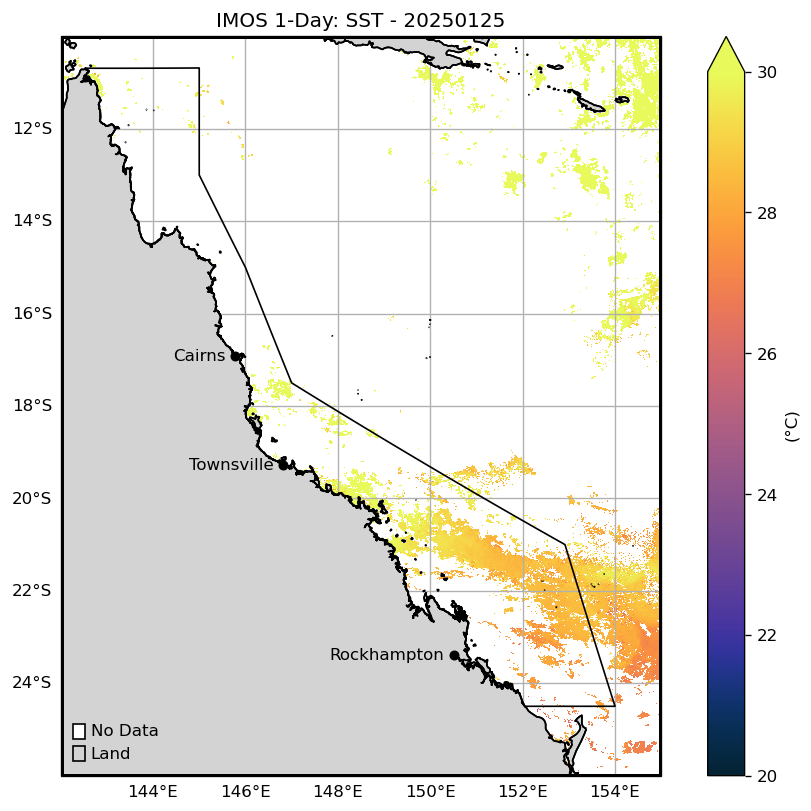 IMOS 1-Day: SST - 20250125
12°S
14°S
16°S
18°S
20°S
22°S
24°S
Cairns
Townsville
Rockhampton
No Data
Land
144°E 146°E 148°E 150°E 152°E 154°E
30
28
26
24
22
20
(°C)